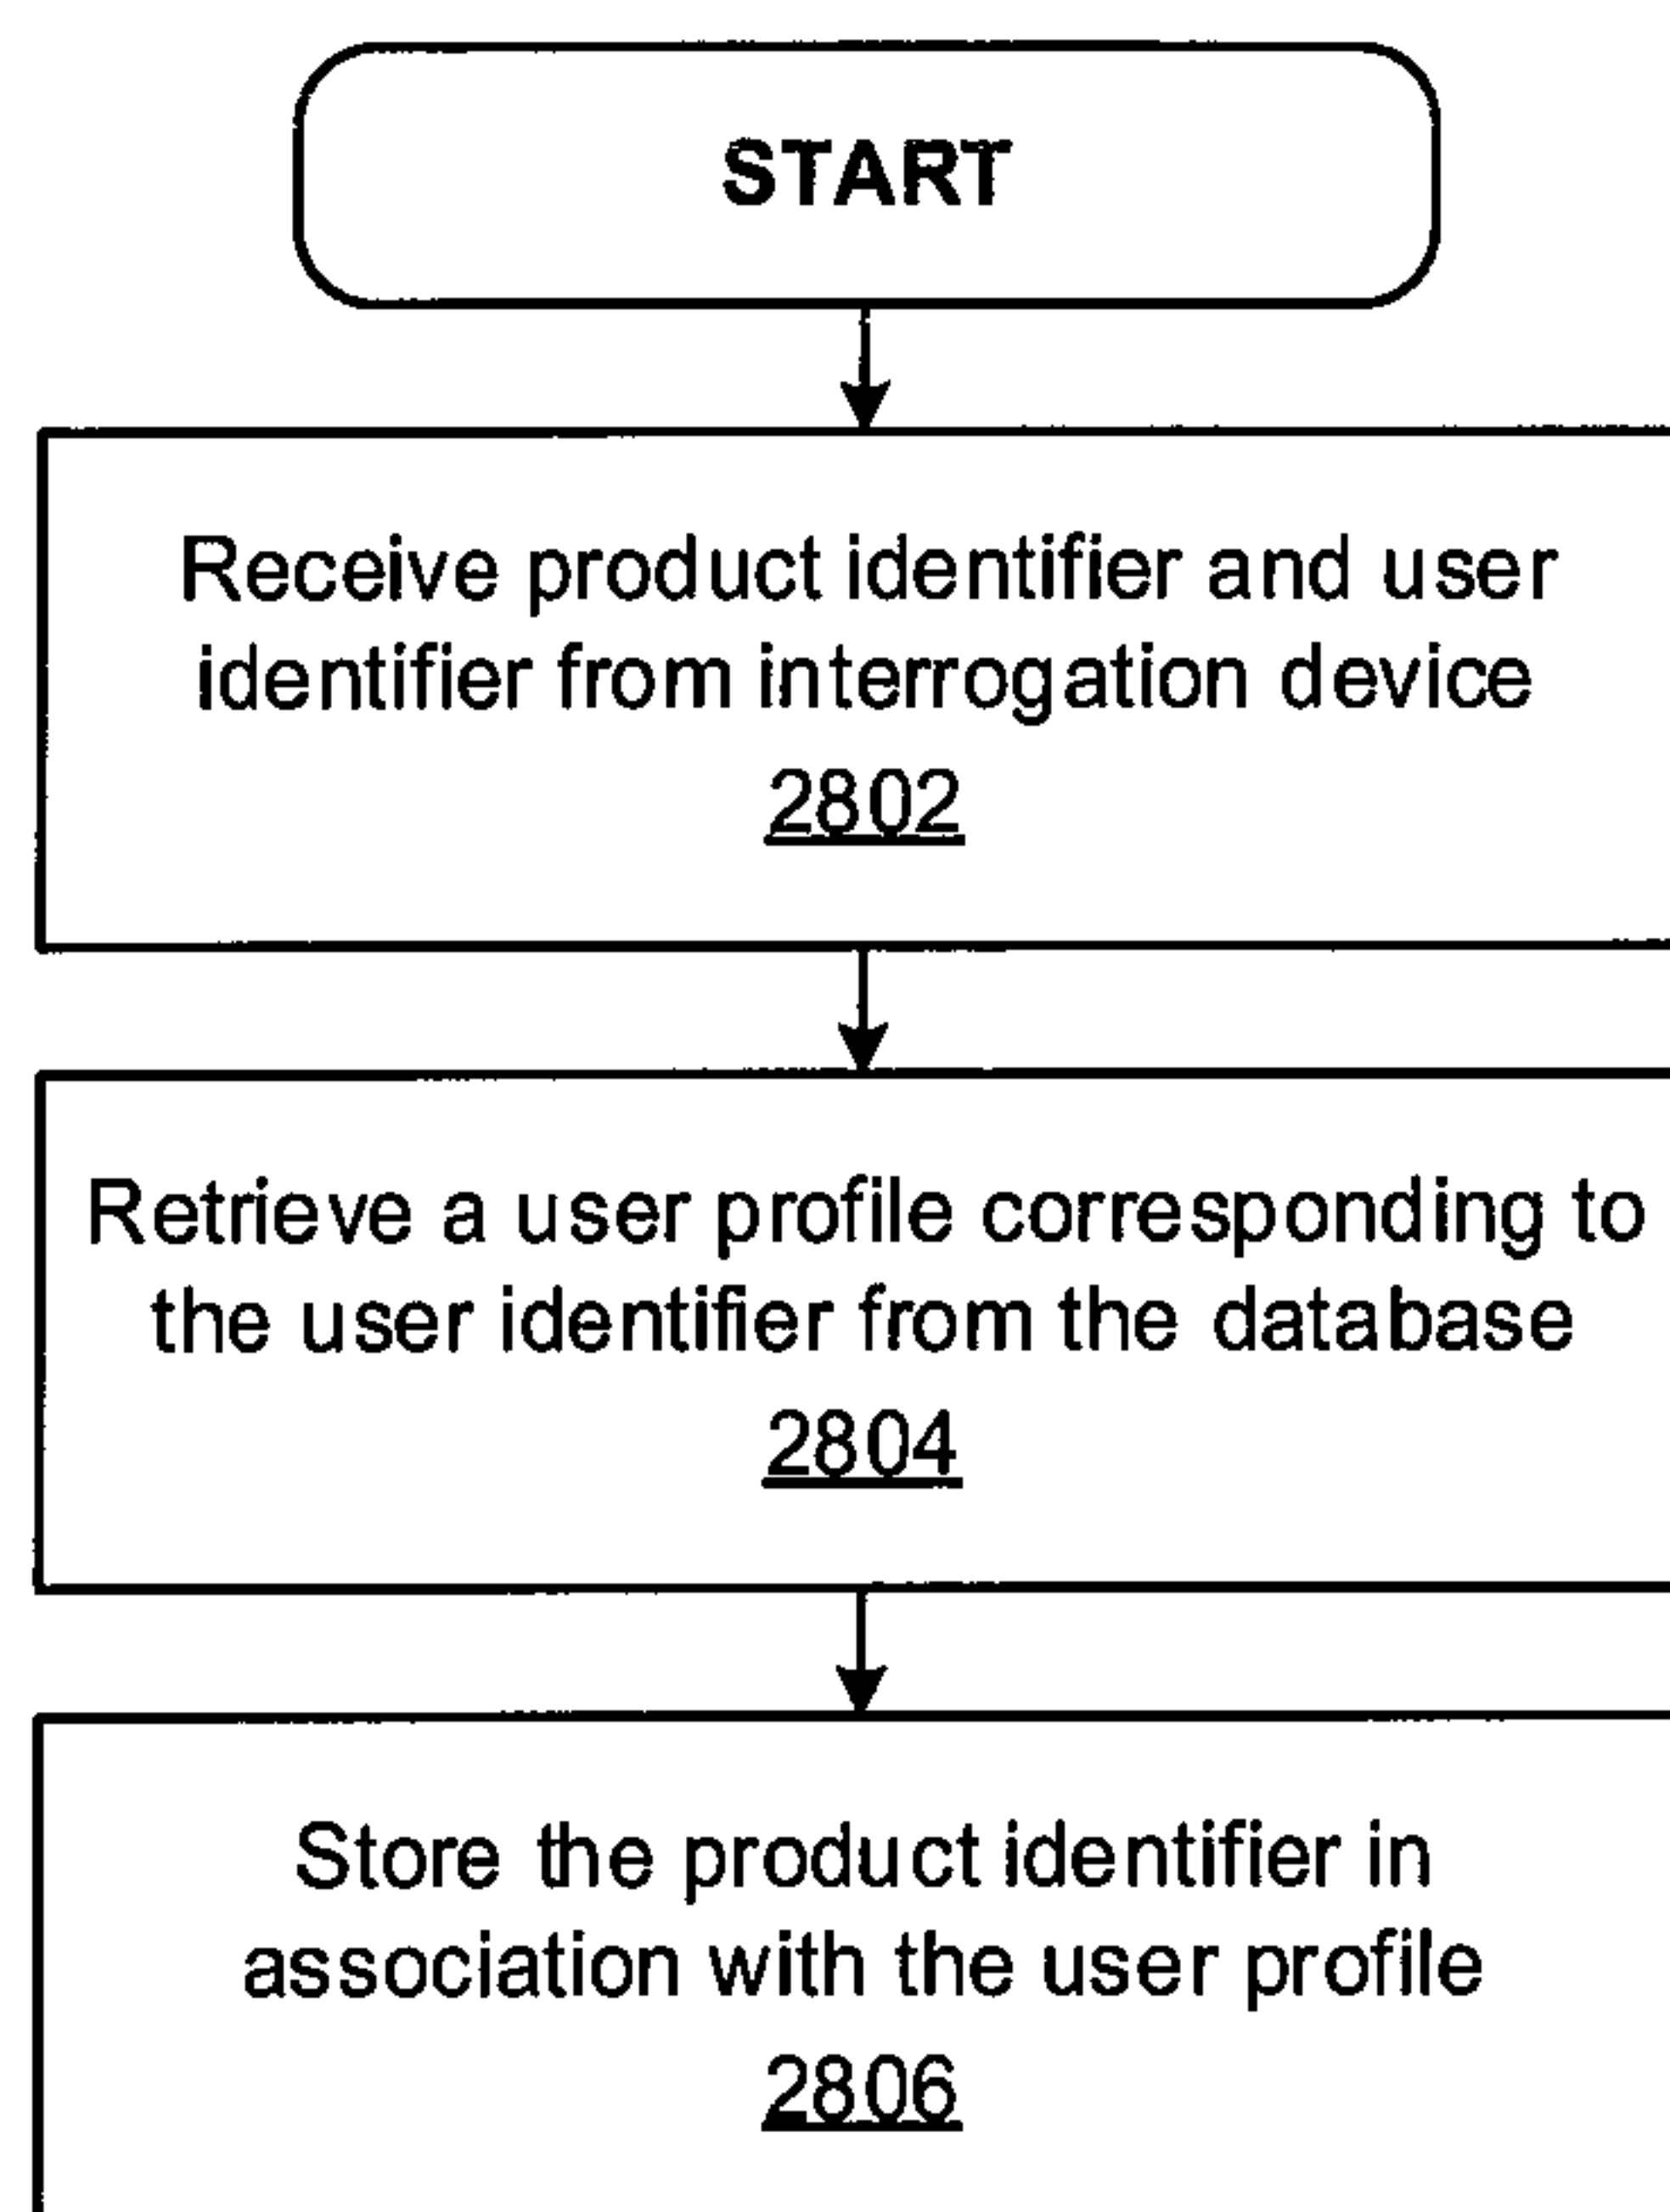 START
Receive product identifier and user
identifier from interrogation device
2802
Retrieve a user profile corresponding to
the user identifier from the database
2804
Store the product identifier in
association with the user profile
2806